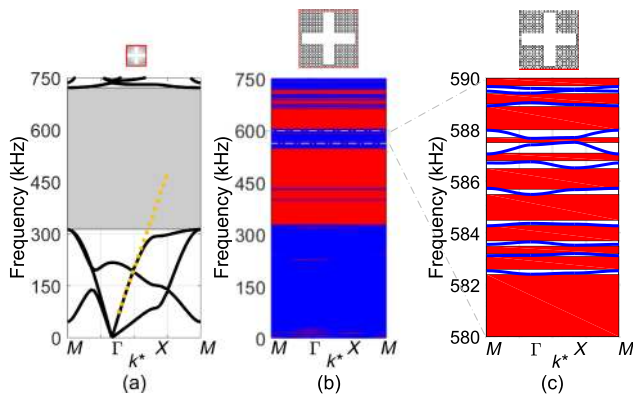 750
600
450
300
150
0
Frequency (kHz)
M Γ X M
k*
(a)
750
600
450
300
150
0
Frequency (kHz)
M Γ X M
k*
(b)
590
588
586
584
582
580
Frequency (kHz)
M Γ X M
k*
(c)